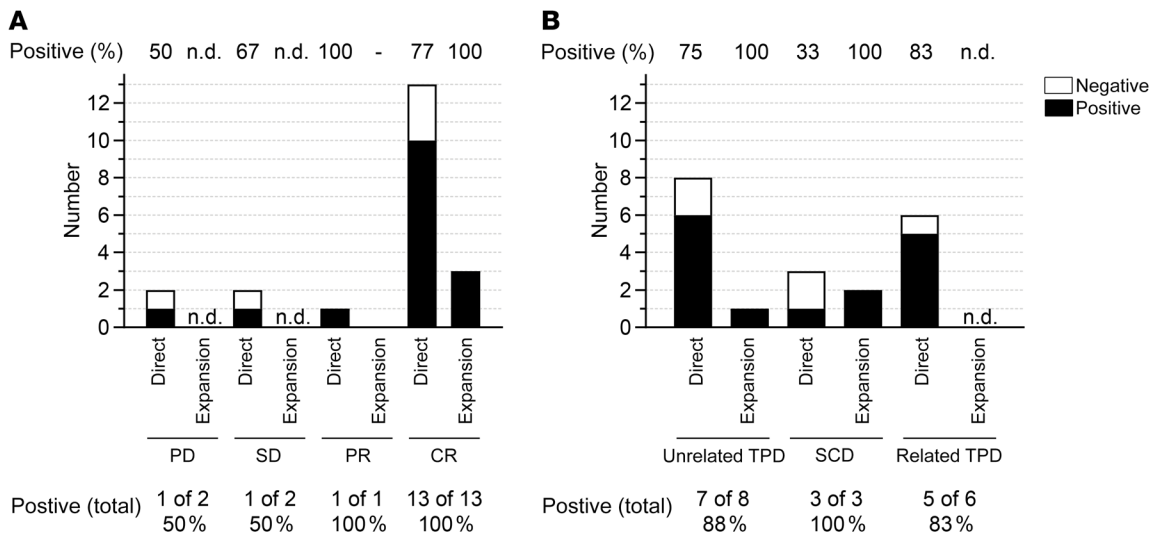 A
Positive (%) 50 n.d. 67 n.d. 100 - 77 100
Number
12
10
8
6
4
2
0
n.d. n.d.
Direct Expansion Direct Expansion Direct Expansion Direct Expansion
PD SD PR CR
Postive (total) 1 of 2 1 of 2 1 of 1 13 of 13
50 % 50 % 100 % 100 %
B
Positive (%) 75 100 33 100 83 n.d.
Number
12
10
8
6
4
2
0
n.d.
Direct Expansion Direct Expansion Direct Expansion
Unrelated TPD SCD Related TPD
Postive (total) 7 of 8 3 of 3 5 of 6
88 % 100 % 83 %
Negative
Positive